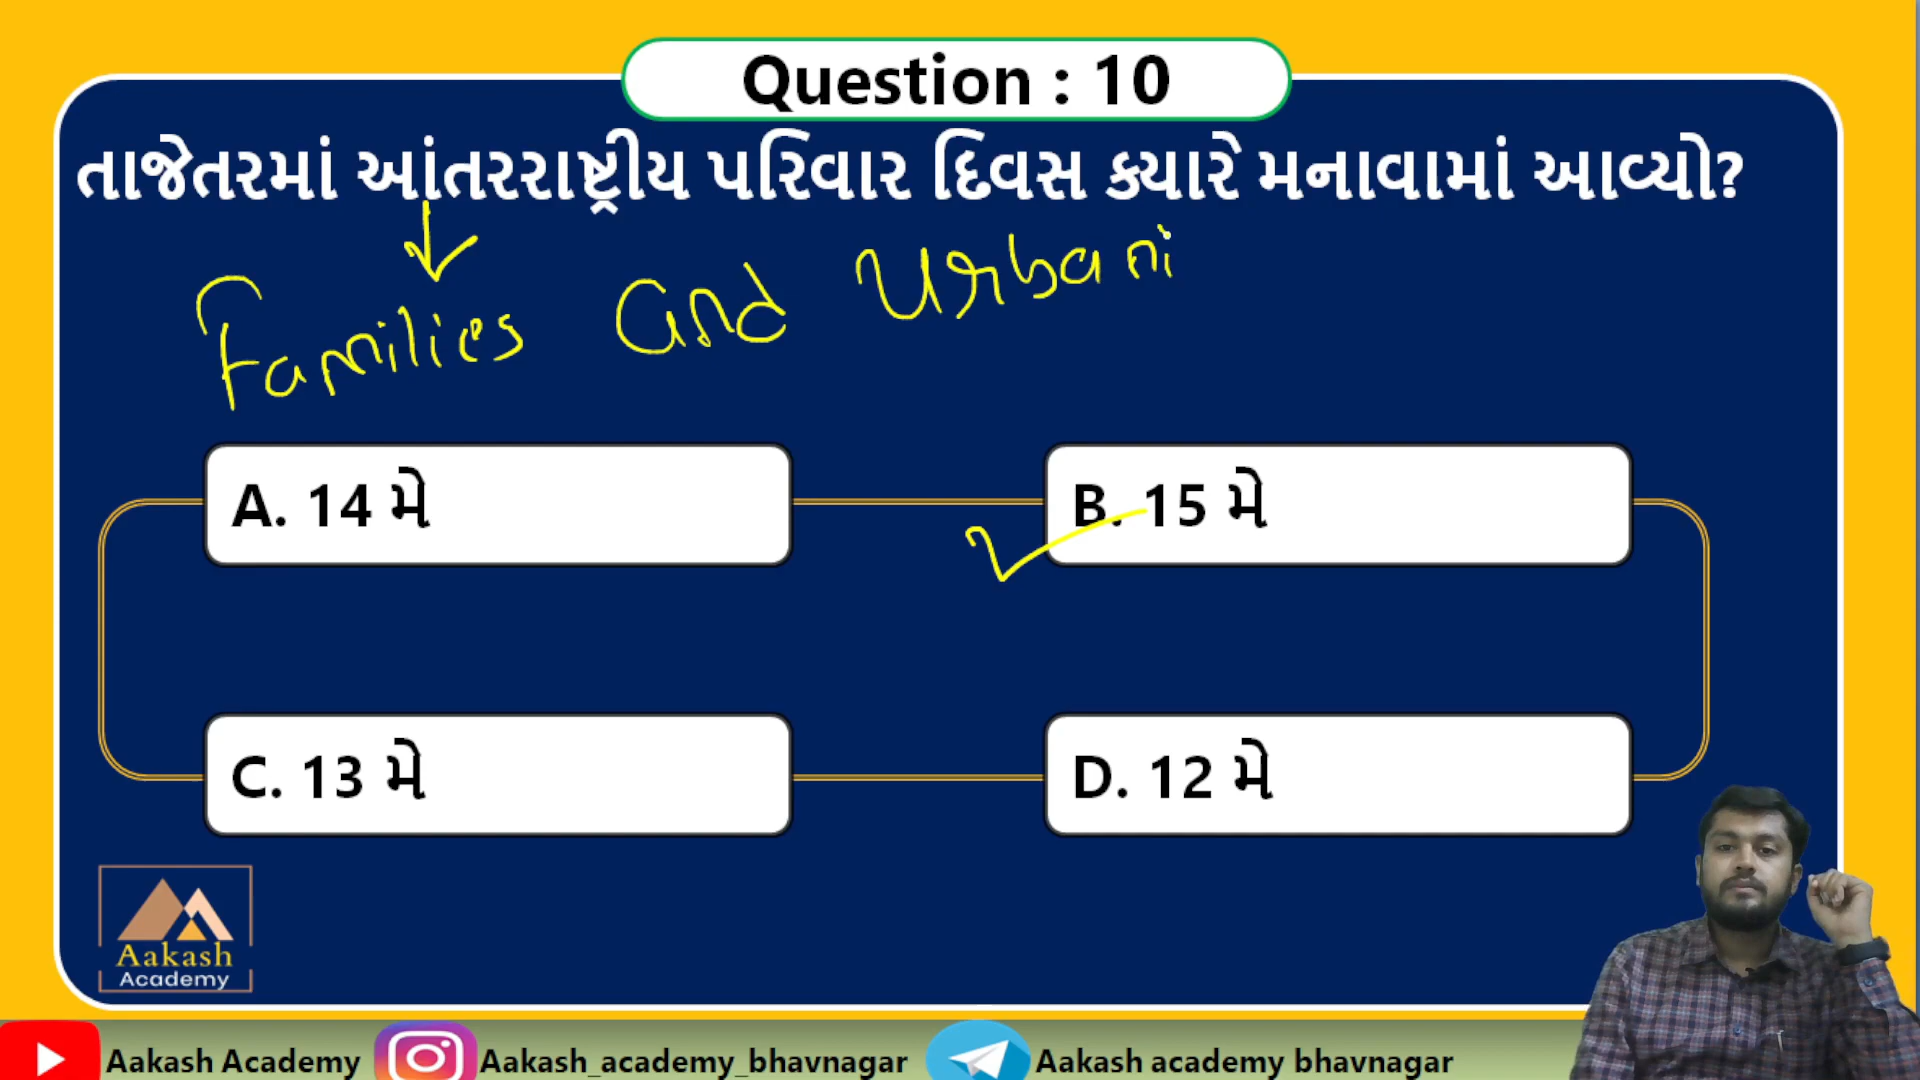 Question : 10
તાજેતરમાં આંતરરાષ્ટ્રીય પરિવાર દિવસ ક્યારે મનાવામાં આવ્યો?
Families and Urbani
A. 14 મે
B. 15 મે
C. 13 મે
D. 12 મે
Aakash
Academy
Aakash Academy
Aakash_academy_bhavnagar
Aakash academy bhavnagar